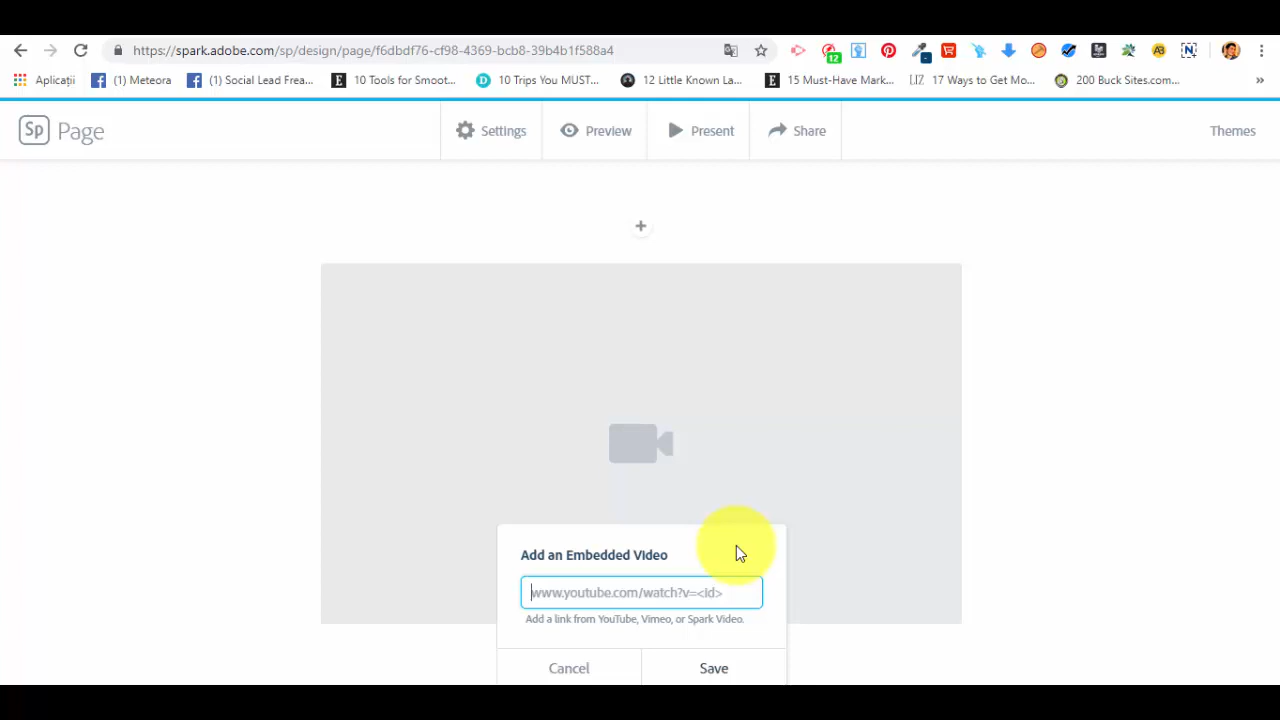 https://spark.adobe.com/sp/design/page/f6dbdf76-cf98-4369-bcb8-39b4b1f588a4
12
Aplicații
(1) Meteora
(1) Social Lead Frea...
E
10 Tools for Smoot...
D
10 Trips You MUST...
12 Little Known La...
E
15 Must-Have Mark...
17 Ways to Get Mo...
200 Buck Sites.com...
»
Sp Page
Settings
Preview
Present
Share
Themes
+
Add an Embedded Video
www.youtube.com/watch?v=<id>
Add a link from YouTube, Vimeo, or Spark Video.
Cancel
Save